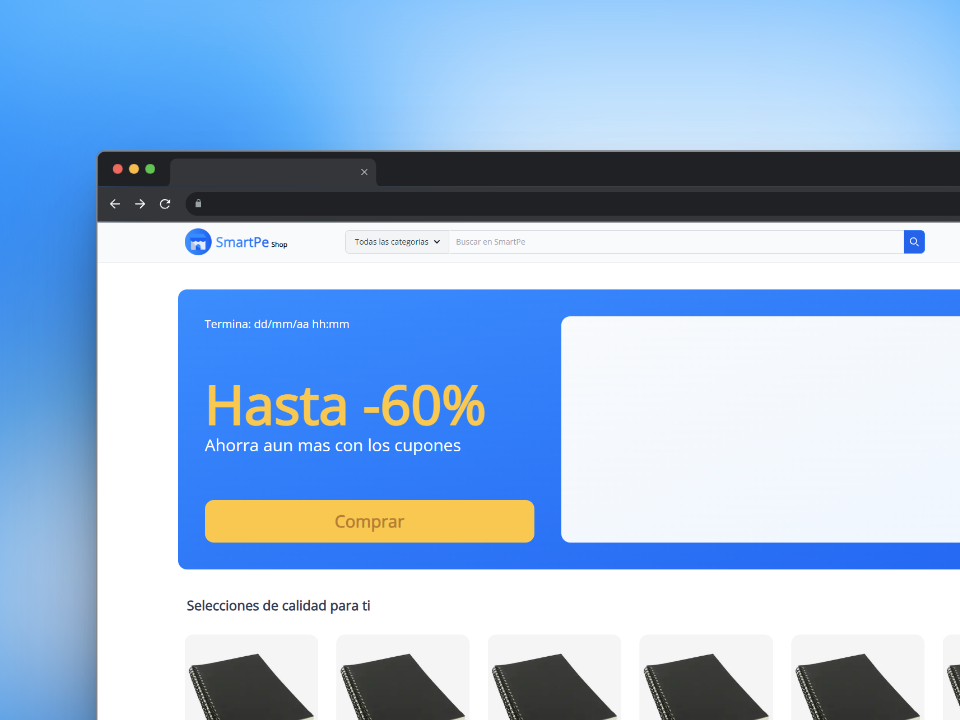 SmartPe Shop
Todas las categorias
Buscar en SmartPe
Termina: dd/mm/aa hh:mm
Hasta -60%
Ahorra aun mas con los cupones
Comprar
Selecciones de calidad para ti